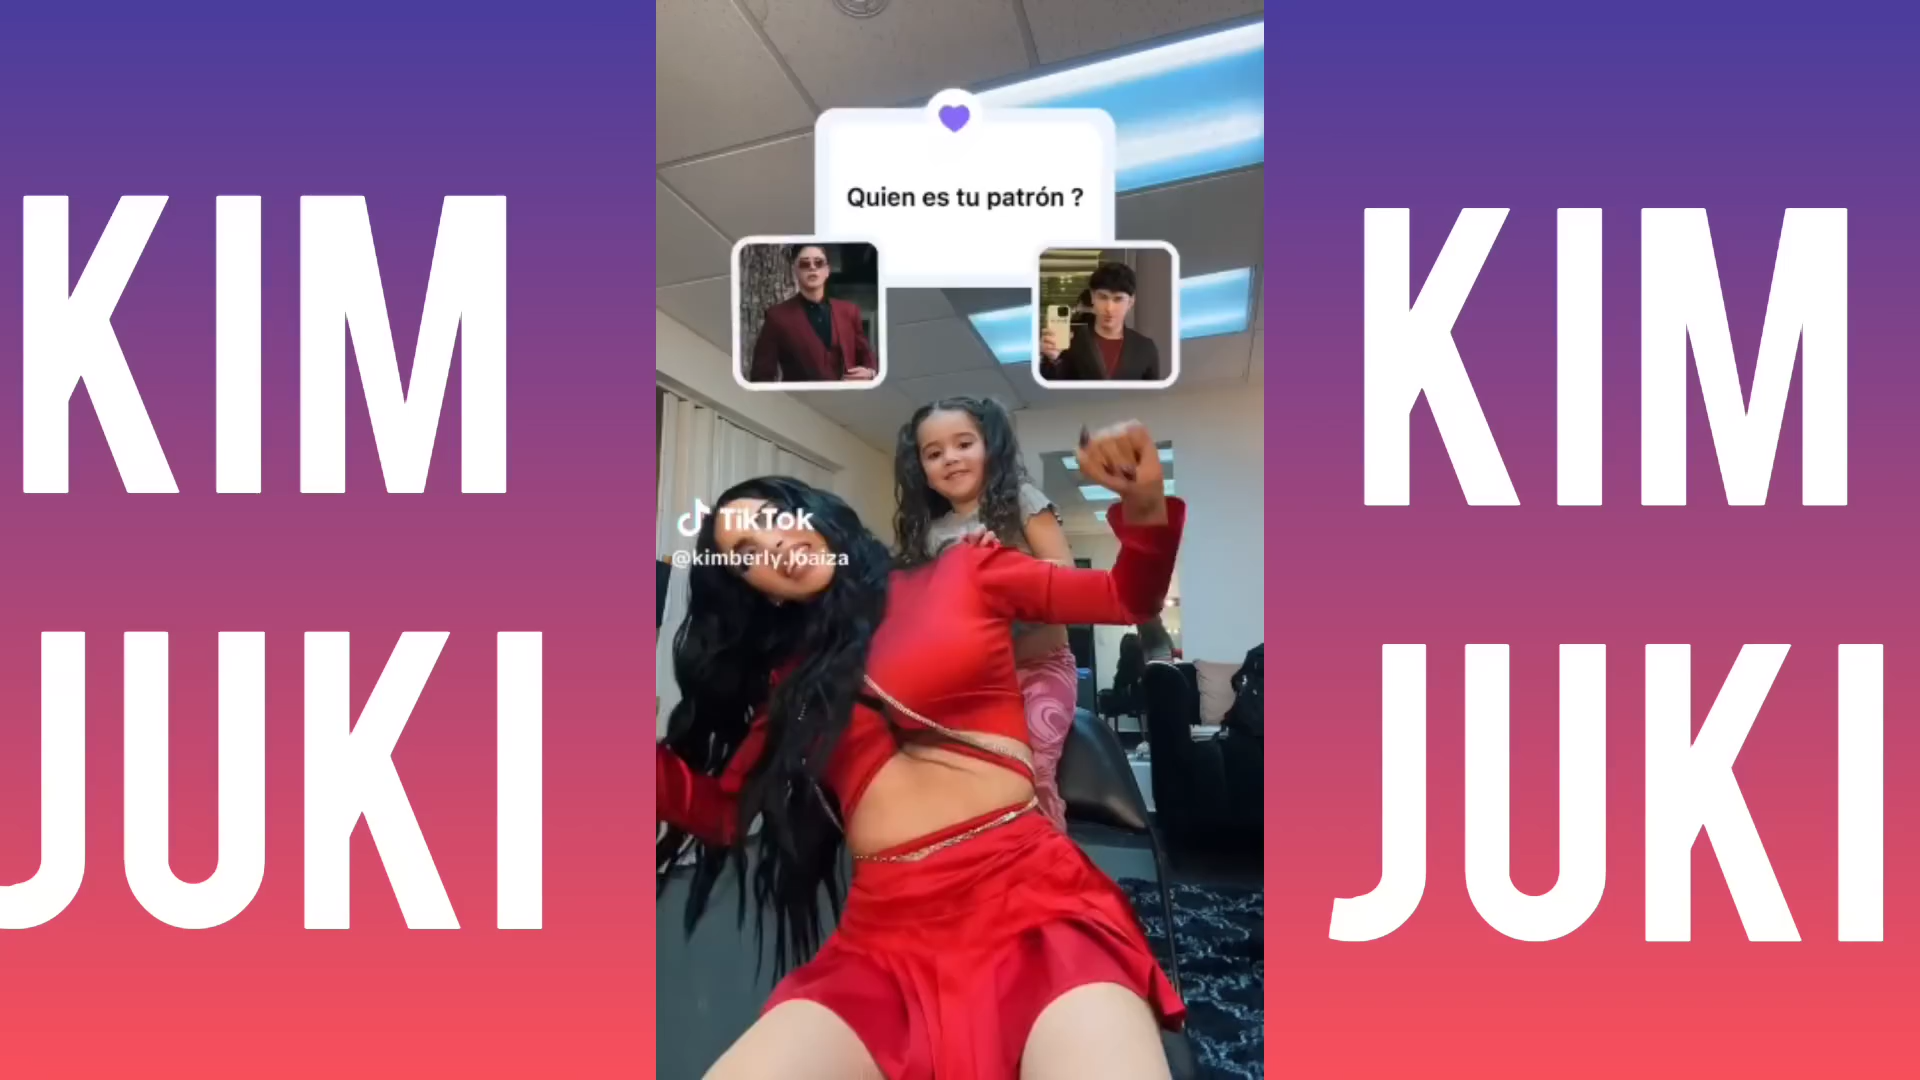 KIM
JUKI
Quien es tu patrón ?
TikTok
@kimberly.loaiza
KIM
JUKI